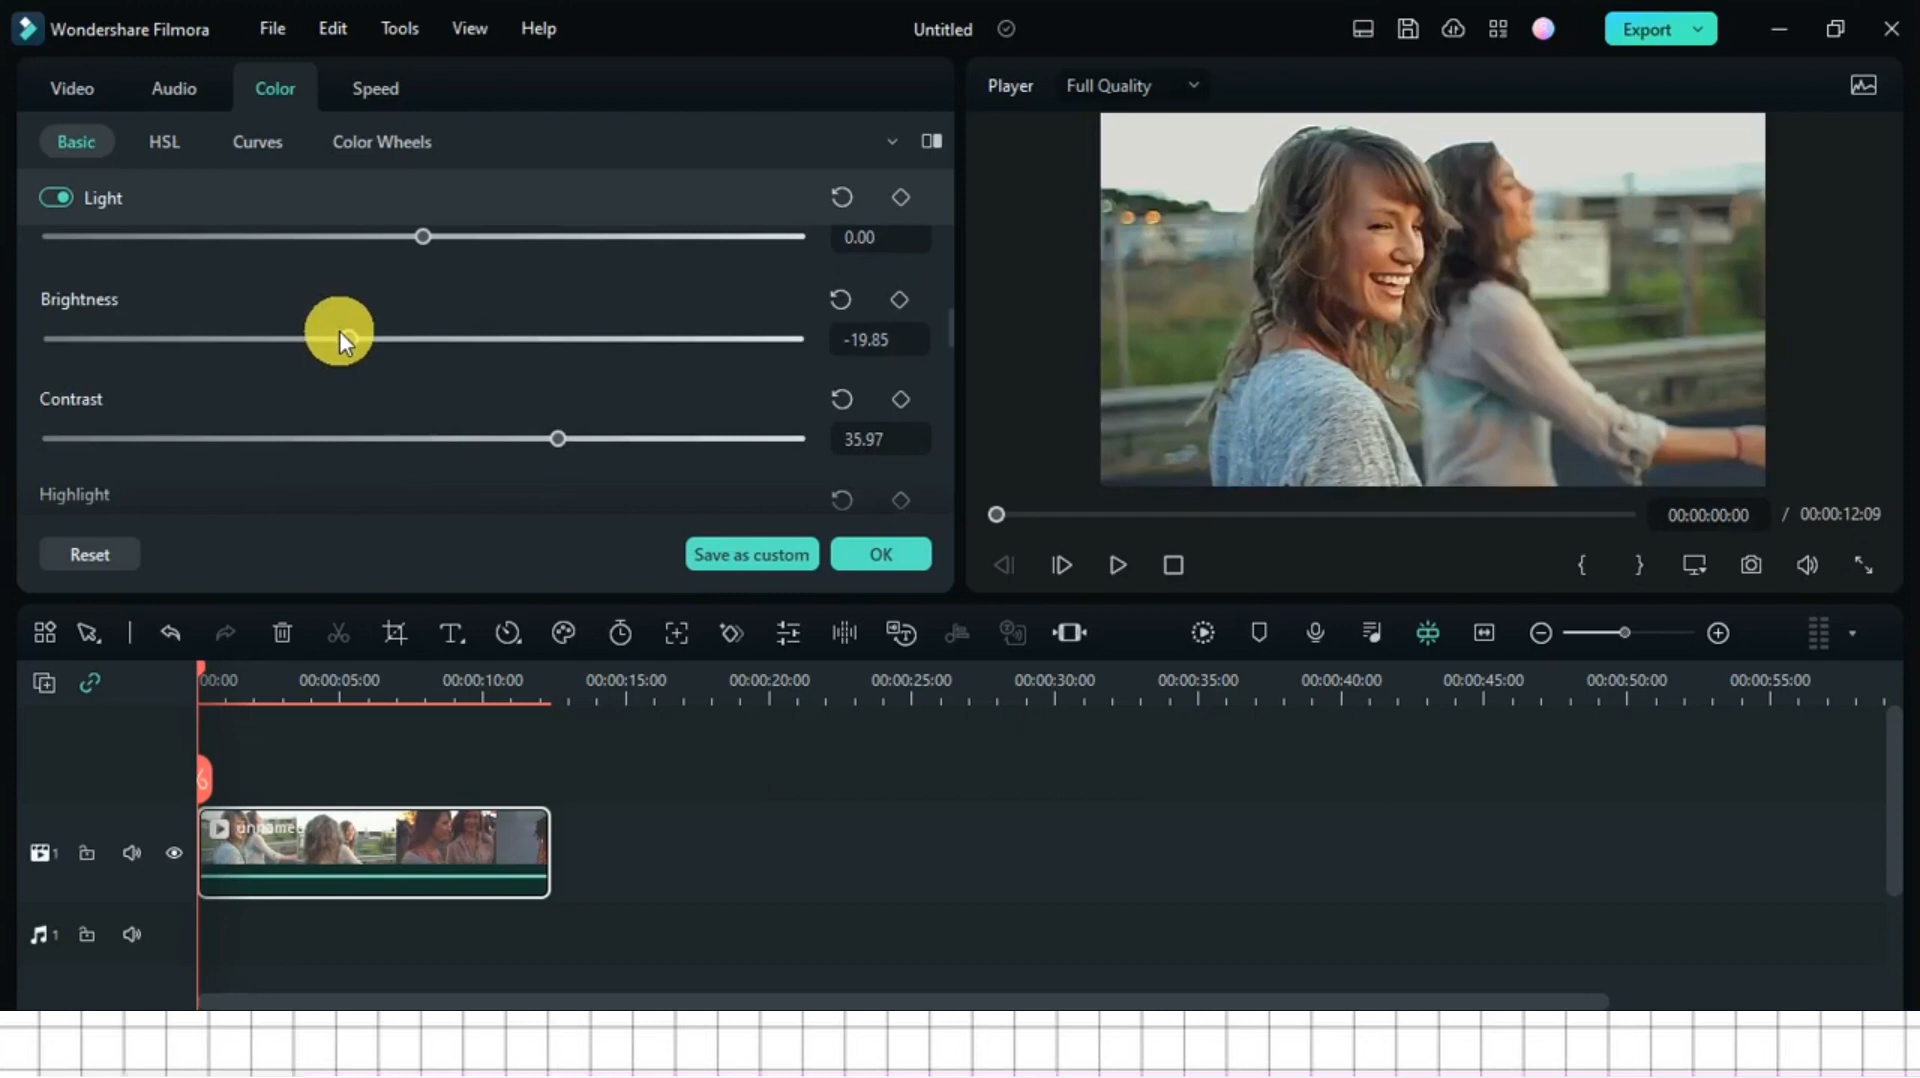 Wondershare Filmora File Edit Tools View Help Untitled Export
Video Audio Color Speed
Player Full Quality
Basic HSL Curves Color Wheels
Light
0.00
Brightness
-19.85
Contrast
35.97
Highlight
00:00:00:00 / 00:00:12:09
Reset Save as custom OK
00:00 00:00:05:00 00:00:10:00 00:00:15:00 00:00:20:00 00:00:25:00 00:00:30:00 00:00:35:00 00:00:40:00 00:00:45:00 00:00:50:00 00:00:55:00
unnamed
1
1